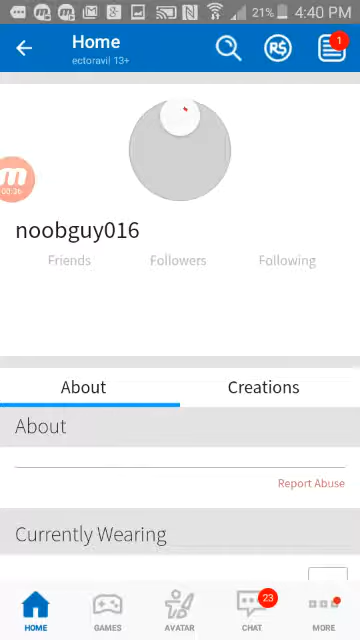 21% 4:40 PM
Home
ectoravil 13+
R$
1
00:26
noobguy016
Friends Followers Following
About Creations
About
Report Abuse
Currently Wearing
23
HOME GAMES AVATAR CHAT MORE